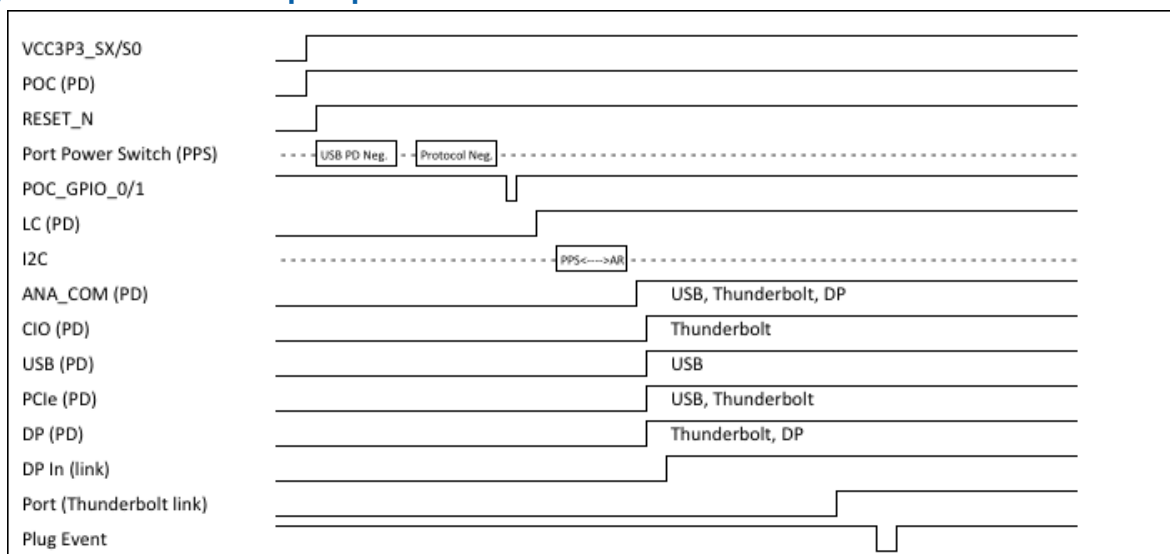 VCC3P3_SX/S0
POC (PD)
RESET_N
Port Power Switch (PPS) USB PD Neg. Protocol Neg.
POC_GPIO_0/1
LC (PD)
I2C PPS<---->AR
ANA_COM (PD) USB, Thunderbolt, DP
CIO (PD) Thunderbolt
USB (PD) USB
PCIe (PD) USB, Thunderbolt
DP (PD) Thunderbolt, DP
DP In (link)
Port (Thunderbolt link)
Plug Event